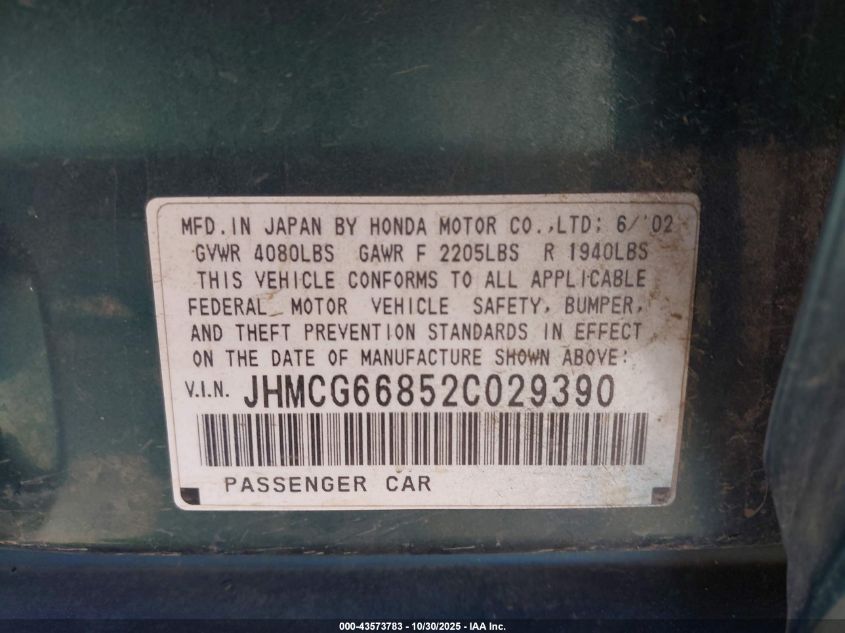 MFD. IN JAPAN BY HONDA MOTOR CO., LTD; 6/'02
GVWR 4080LBS GAWR F 2205LBS R 1940LBS
THIS VEHICLE CONFORMS TO ALL APPLICABLE
FEDERAL MOTOR VEHICLE SAFETY, BUMPER,
AND THEFT PREVENTION STANDARDS IN EFFECT
ON THE DATE OF MANUFACTURE SHOWN ABOVE:
V.I.N. JHMCG66852C029390
PASSENGER CAR
000-43573783 - 10/30/2025 - IAA Inc.